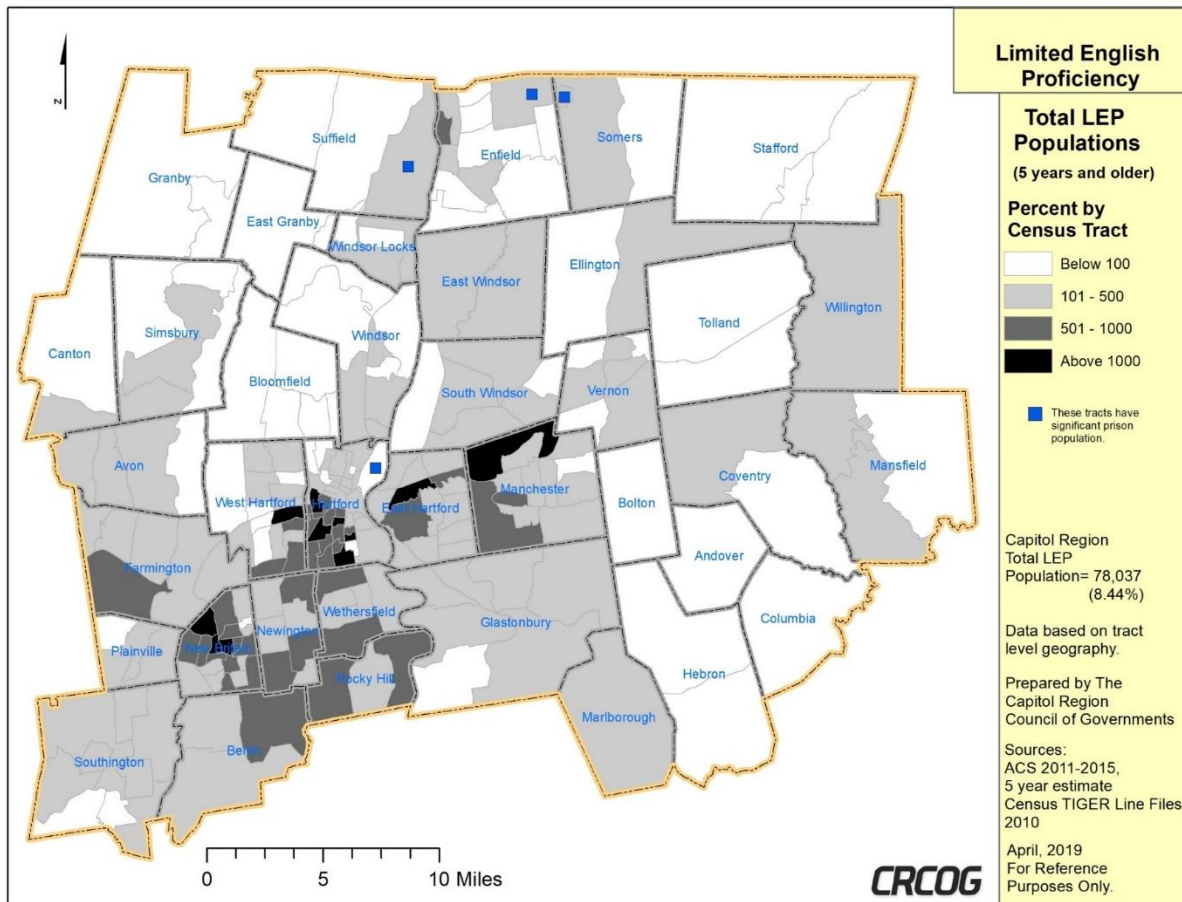 Limited English
Proficiency
Total LEP
Populations
(5 years and older)
Percent by
Census Tract
Below 100
101 - 500
501 - 1000
Above 1000
These tracts have
significant prison
population.
Capitol Region
Total LEP
Population= 78,037
(8.44%)
Data based on tract
level geography.
Prepared by The
Capitol Region
Council of Governments
Sources:
ACS 2011-2015,
5 year estimate
Census TIGER Line Files
2010
April, 2019
For Reference
Purposes Only.
N
Suffield
Enfield
Somers
Stafford
Granby
East Granby
Windsor Locks
East Windsor
Ellington
Willington
Tolland
Simsbury
Canton
Windsor
Bloomfield
South Windsor
Vernon
Avon
Mansfield
Coventry
West Hartford
Hartford
East Hartford
Manchester
Bolton
Andover
Farmington
Columbia
Wethersfield
Glastonbury
Newington
Plainville
New Britain
Rocky Hill
Hebron
Marlborough
Southington
Berlin
0 5 10 Miles
CRCOG